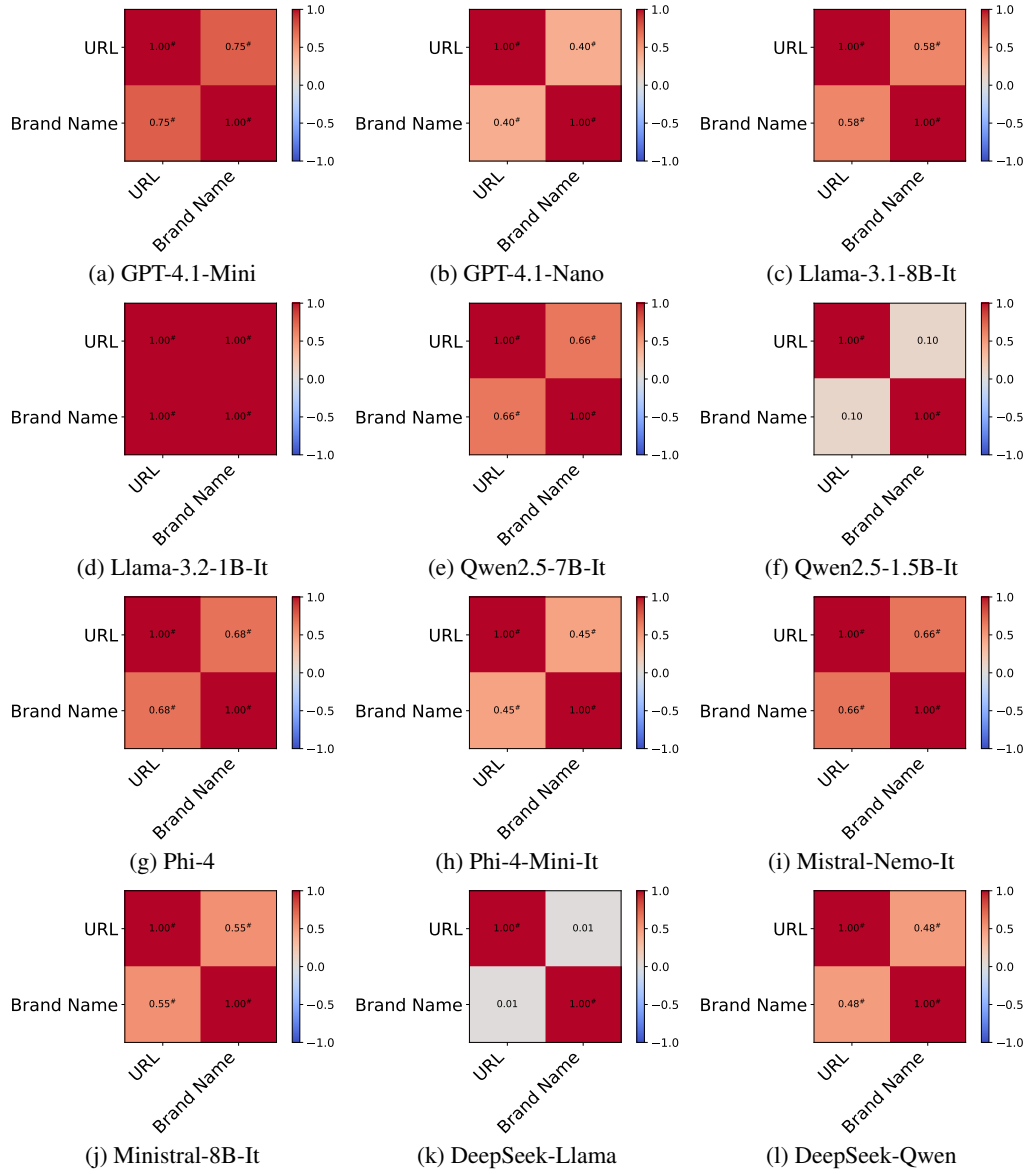 URL
1.00# 0.75#
Brand Name
0.75# 1.00#
URL
Brand Name
1.0
0.5
0.0
−0.5
−1.0
(a) GPT-4.1-Mini
URL
1.00# 0.40#
Brand Name
0.40# 1.00#
URL
Brand Name
1.0
0.5
0.0
−0.5
−1.0
(b) GPT-4.1-Nano
URL
1.00# 0.58#
Brand Name
0.58# 1.00#
URL
Brand Name
1.0
0.5
0.0
−0.5
−1.0
(c) Llama-3.1-8B-It
URL
1.00# 1.00#
Brand Name
1.00# 1.00#
URL
Brand Name
1.0
0.5
0.0
−0.5
−1.0
(d) Llama-3.2-1B-It
URL
1.00# 0.66#
Brand Name
0.66# 1.00#
URL
Brand Name
1.0
0.5
0.0
−0.5
−1.0
(e) Qwen2.5-7B-It
URL
1.00# 0.10
Brand Name
0.10 1.00#
URL
Brand Name
1.0
0.5
0.0
−0.5
−1.0
(f) Qwen2.5-1.5B-It
URL
1.00# 0.68#
Brand Name
0.68# 1.00#
URL
Brand Name
1.0
0.5
0.0
−0.5
−1.0
(g) Phi-4
URL
1.00# 0.45#
Brand Name
0.45# 1.00#
URL
Brand Name
1.0
0.5
0.0
−0.5
−1.0
(h) Phi-4-Mini-It
URL
1.00# 0.66#
Brand Name
0.66# 1.00#
URL
Brand Name
1.0
0.5
0.0
−0.5
−1.0
(i) Mistral-Nemo-It
URL
1.00# 0.55#
Brand Name
0.55# 1.00#
URL
Brand Name
1.0
0.5
0.0
−0.5
−1.0
(j) Ministral-8B-It
URL
1.00# 0.01
Brand Name
0.01 1.00#
URL
Brand Name
1.0
0.5
0.0
−0.5
−1.0
(k) DeepSeek-Llama
URL
1.00# 0.48#
Brand Name
0.48# 1.00#
URL
Brand Name
1.0
0.5
0.0
−0.5
−1.0
(l) DeepSeek-Qwen